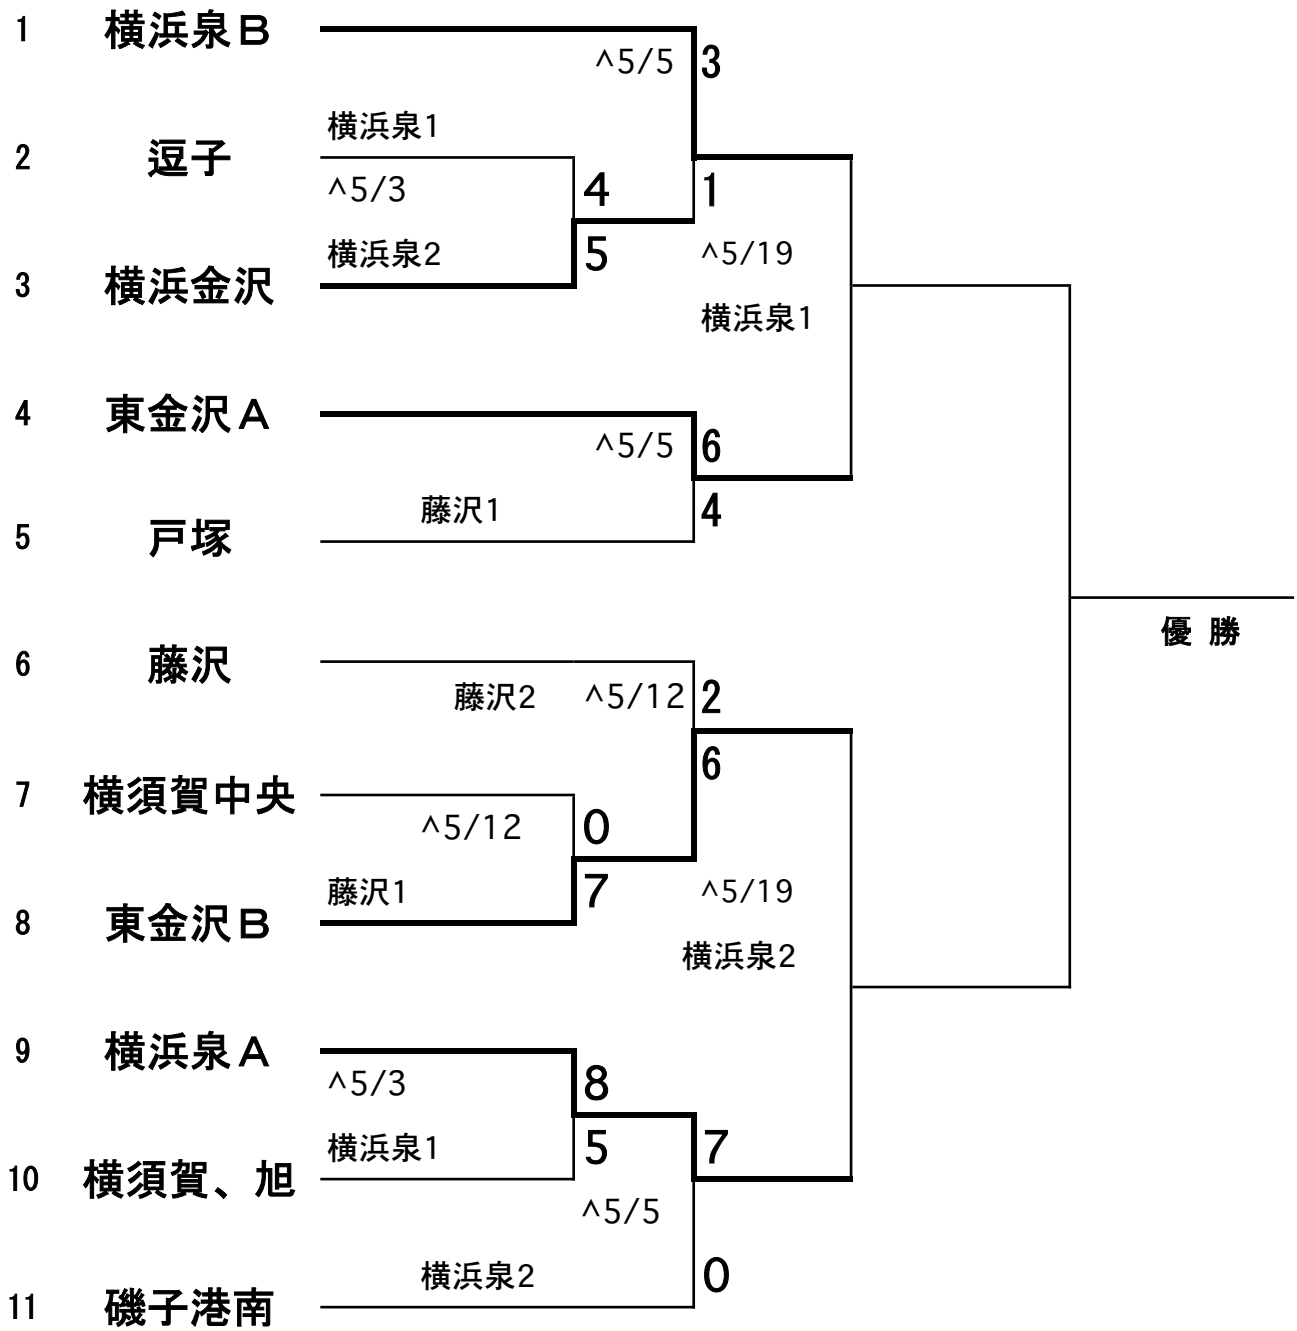 1 横浜泉B
^5/5 3
横浜泉1
2 逗子
^5/3 4 1
横浜泉2 5 ^5/19
3 横浜金沢
横浜泉1
4 東金沢A
^5/5 6
藤沢1 4
5 戸塚
優 勝
6 藤沢
藤沢2 ^5/12 2
6
7 横須賀中央
^5/12 0
藤沢1 7 ^5/19
8 東金沢B
横浜泉2
9 横浜泉A
^5/3 8
横浜泉1 5 7
10 横須賀、旭
^5/5
横浜泉2 0
11 磯子港南